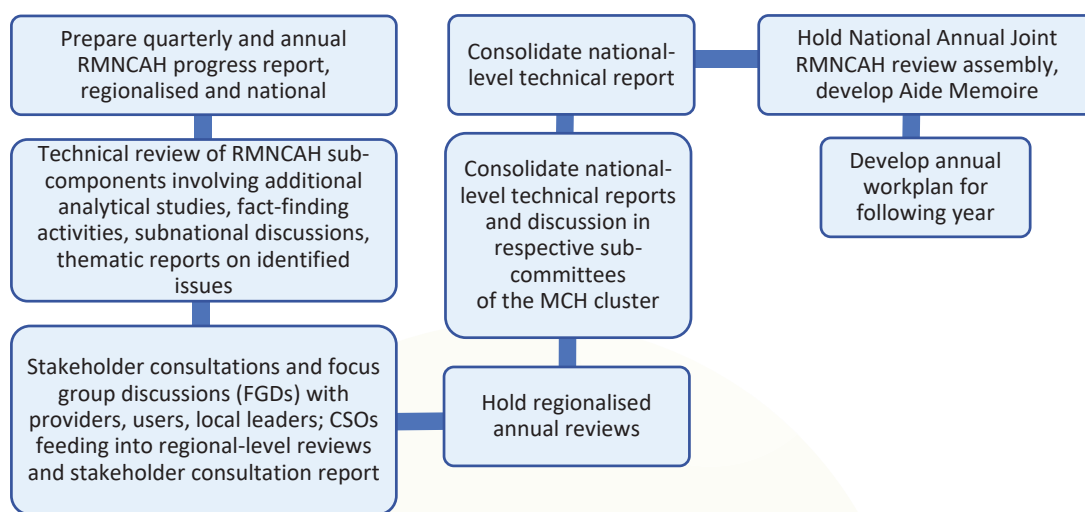 Prepare quarterly and annual
RMNCAH progress report,
regionalised and national
Technical review of RMNCAH sub-
components involving additional
analytical studies, fact-finding
activities, subnational discussions,
thematic reports on identified
issues
Stakeholder consultations and focus
group discussions (FGDs) with
providers, users, local leaders; CSOs
feeding into regional-level reviews
and stakeholder consultation report
Hold regionalised
annual reviews
Consolidate national-
level technical reports
and discussion in
respective sub-
committees
of the MCH cluster
Consolidate national-
level technical report
Hold National Annual Joint
RMNCAH review assembly,
develop Aide Memoire
Develop annual
workplan for
following year